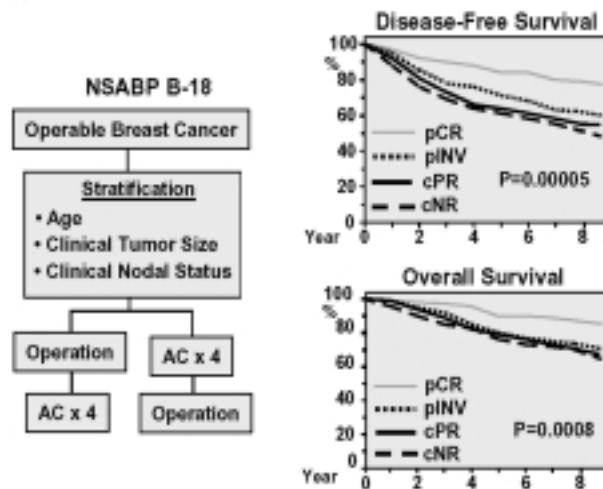 NSABP B-18
Operable Breast Cancer
Stratification
• Age
• Clinical Tumor Size
• Clinical Nodal Status
Operation
AC x 4
AC x 4
Operation
Disease-Free Survival
100
%
80
60
40
20
0
pCR
pINV
cPR
cNR
P=0.00005
Year
0 2 4 6 8
Overall Survival
100
%
80
60
40
20
0
pCR
pINV
cPR
cNR
P=0.0008
Year
0 2 4 6 8